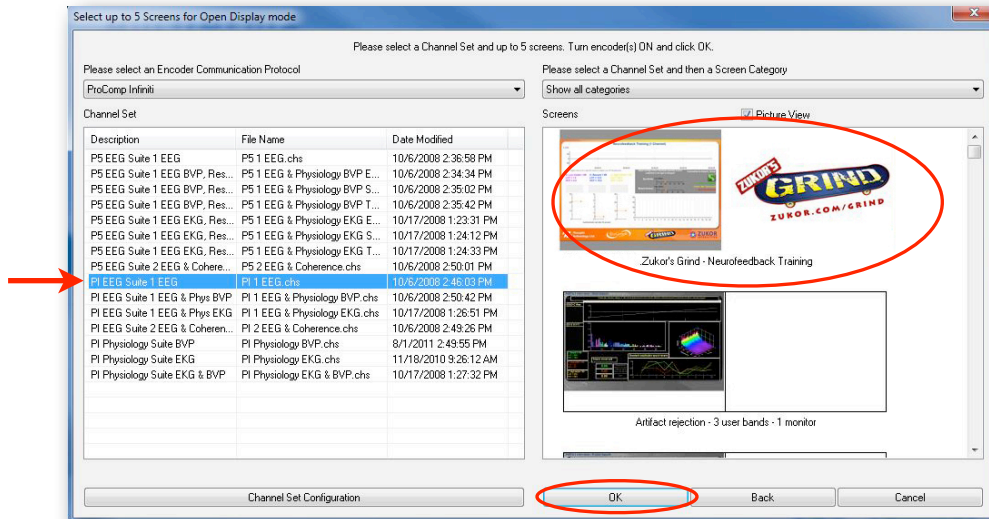 Select up to 5 Screens for Open Display mode
Please select a Channel Set and up to 5 screens. Turn encoder(s) ON and click OK.
Please select an Encoder Communication Protocol
ProComp Infiniti
Channel Set
Description File Name Date Modified
P5 EEG Suite 1 EEG P5 1 EEG.chs 10/6/2008 2:36:58 PM
P5 EEG Suite 1 EEG BVP, Res... P5 1 EEG & Physiology BVP E... 10/6/2008 2:34:34 PM
P5 EEG Suite 1 EEG BVP, Res... P5 1 EEG & Physiology BVP S... 10/6/2008 2:35:02 PM
P5 EEG Suite 1 EEG BVP, Res... P5 1 EEG & Physiology BVP T... 10/6/2008 2:35:42 PM
P5 EEG Suite 1 EEG EKG, Res... P5 1 EEG & Physiology EKG E... 10/17/2008 1:23:31 PM
P5 EEG Suite 1 EEG EKG, Res... P5 1 EEG & Physiology EKG S... 10/17/2008 1:24:12 PM
P5 EEG Suite 1 EEG EKG, Res... P5 1 EEG & Physiology EKG T... 10/17/2008 1:24:33 PM
P5 EEG Suite 2 EEG & Cohere... P5 2 EEG & Coherence.chs 10/6/2008 2:50:01 PM
PI EEG Suite 1 EEG PI 1 EEG.chs 10/6/2008 2:46:03 PM
PI EEG Suite 1 EEG & Phys BVP PI 1 EEG & Physiology BVP.chs 10/6/2008 2:50:42 PM
PI EEG Suite 1 EEG & Phys EKG PI 1 EEG & Physiology EKG.chs 10/17/2008 1:26:51 PM
PI EEG Suite 2 EEG & Coheren... PI 2 EEG & Coherence.chs 10/6/2008 2:49:26 PM
PI Physiology Suite BVP PI Physiology BVP.chs 8/1/2011 2:49:55 PM
PI Physiology Suite EKG PI Physiology EKG.chs 11/18/2010 9:26:12 AM
PI Physiology Suite EKG & BVP PI Physiology EKG & BVP.chs 10/17/2008 1:27:32 PM
Channel Set Configuration
Please select a Channel Set and then a Screen Category
Show all categories
Screens Picture View
ZUKOR'S
GRIND
ZUKOR.COM/GRIND
.Zukor's Grind - Neurofeedback Training
Artifact rejection - 3 user bands - 1 monitor
OK Back Cancel